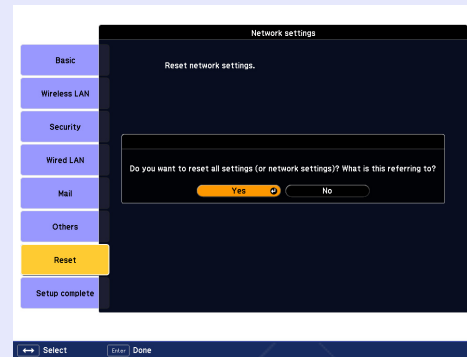 Network settings
Basic
Reset network settings.
Wireless LAN
Security
Wired LAN
Do you want to reset all settings (or network settings)? What is this referring to?
Yes No
Mail
Others
Reset
Setup complete
Select Enter Done